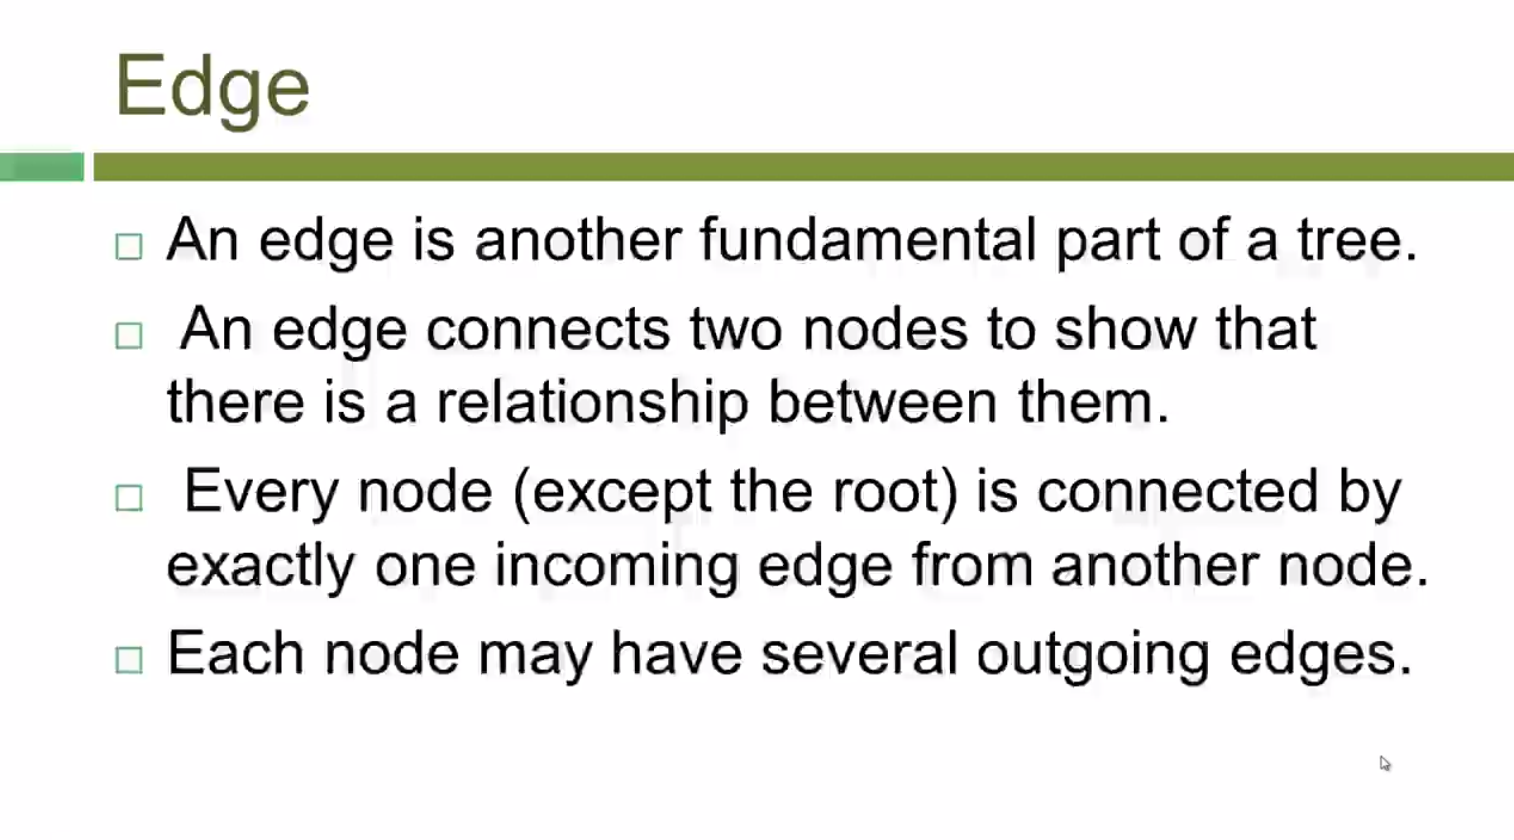 Edge
An edge is another fundamental part of a tree.
An edge connects two nodes to show that
there is a relationship between them.
Every node (except the root) is connected by
exactly one incoming edge from another node.
Each node may have several outgoing edges.